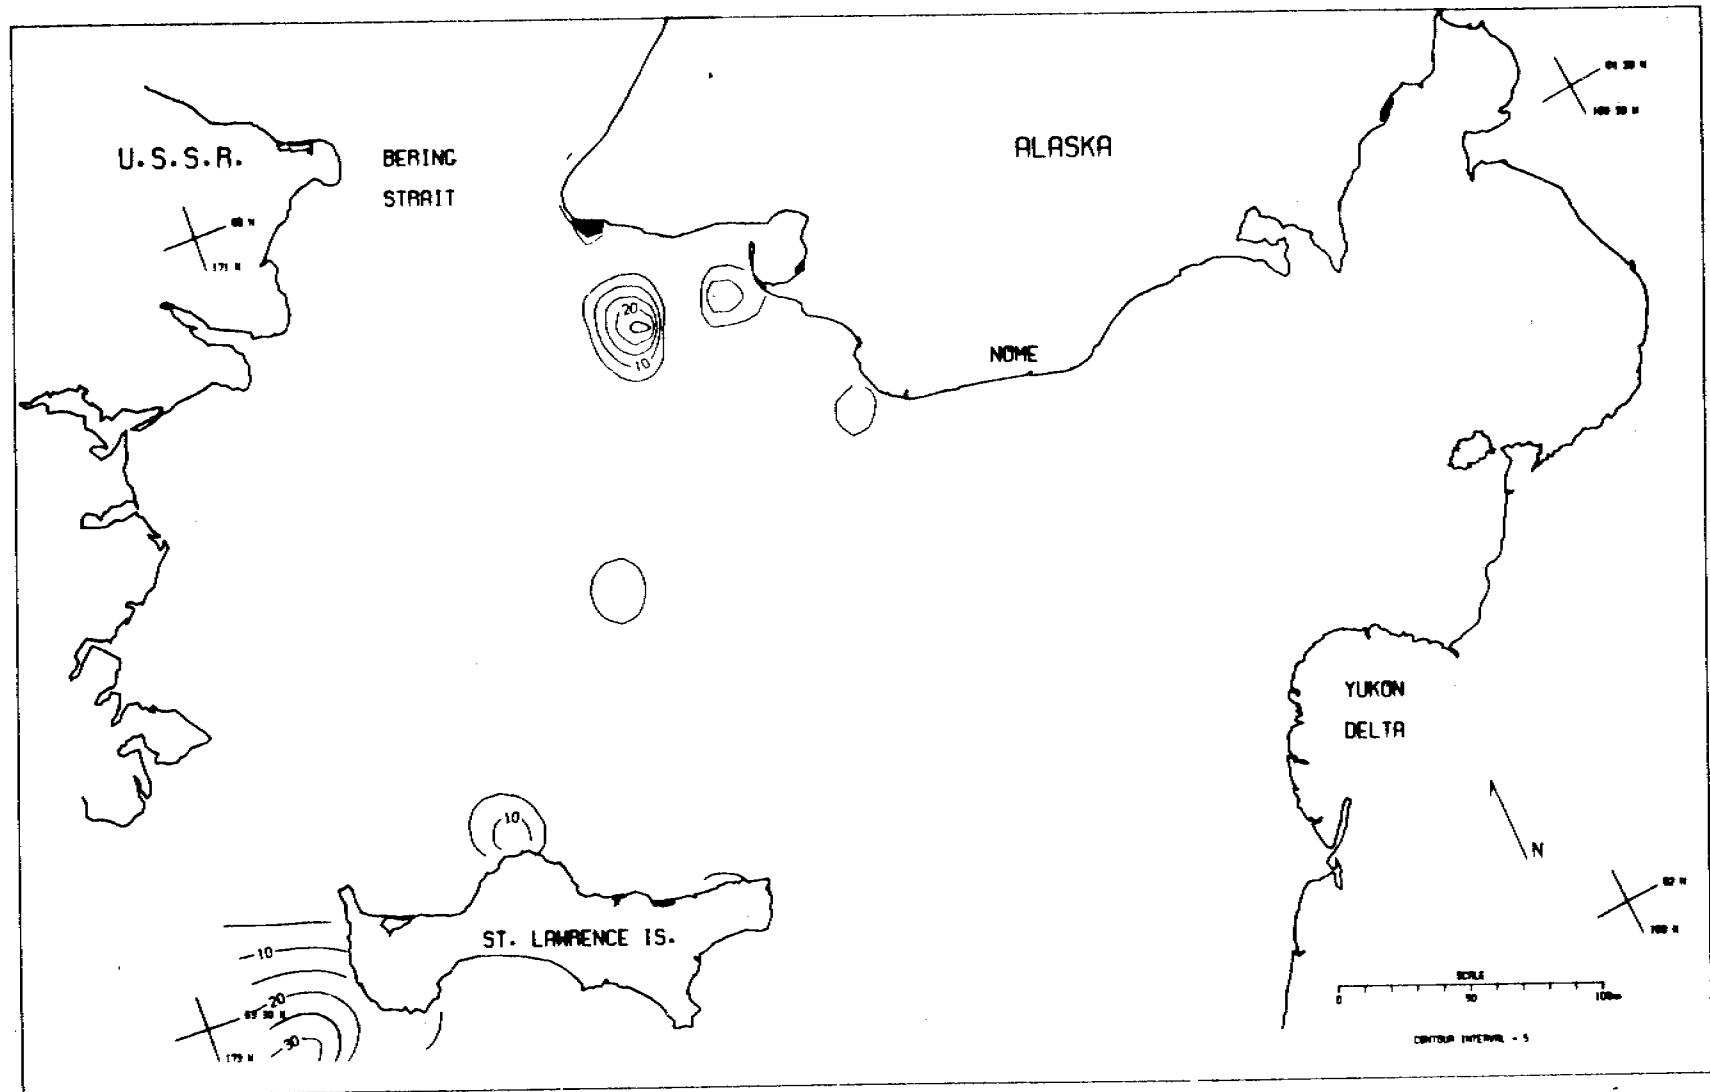 U.S.S.R.
BERING
STRAIT
ALASKA
171 W
20
10
NOME
YUKON
DELTA
10
N
ST. LAWRENCE IS.
10
20
30
SCALE
0 50 100
CONTOUR INTERVAL - 5